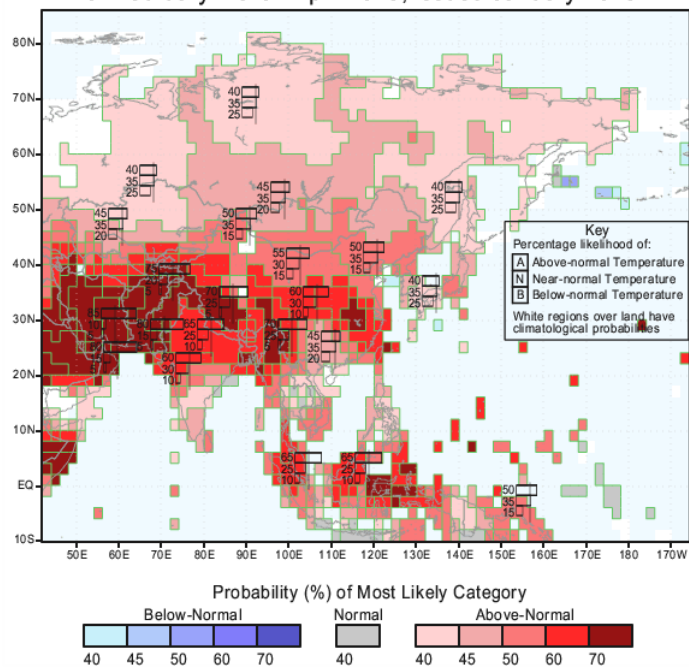 80N
70N
60N
50N
40N
30N
20N
10N
EQ
10S
50E 60E 70E 80E 90E 100E 110E 120E 130E 140E 150E 160E 170E 180 170W
40
35
25
40
35
25
45
35
20
50
35
15
45
35
20
40
35
25
55
30
15
50
35
15
40
35
25
70
25
5
60
30
10
65
25
10
45
35
20
60
30
10
65
25
10
65
25
10
50
35
15
Key
Percentage likelihood of:
A Above-normal Temperature
N Near-normal Temperature
B Below-normal Temperature
White regions over land have
climatological probabilities
Probability (%) of Most Likely Category
Below-Normal Normal Above-Normal
40 45 50 60 70 40 40 45 50 60 70